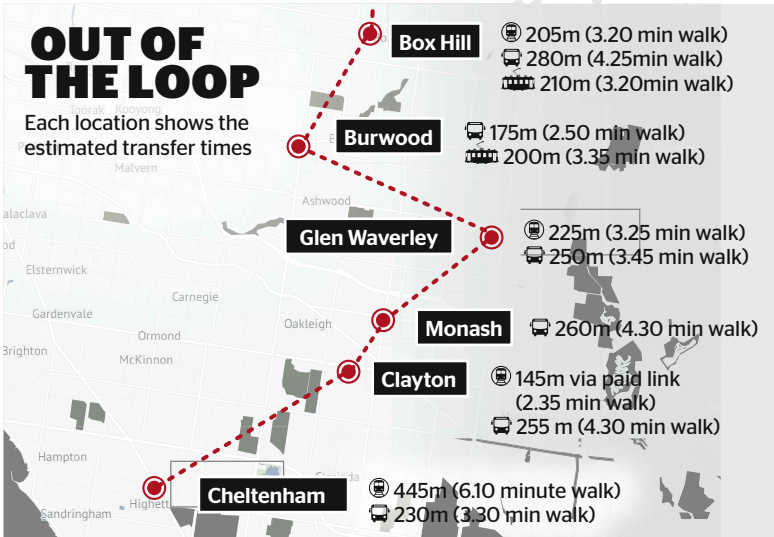 OUT OF
THE LOOP
Each location shows the
estimated transfer times
Box Hill
205m (3.20 min walk)
280m (4.25min walk)
210m (3.20min walk)
Burwood
175m (2.50 min walk)
200m (3.35 min walk)
Glen Waverley
225m (3.25 min walk)
250m (3.45 min walk)
Monash
260m (4.30 min walk)
Clayton
145m via paid link
(2.35 min walk)
255 m (4.30 min walk)
Cheltenham
445m (6.10 minute walk)
230m (3.30 min walk)
Toorak Kooyong
Malvern
Ashwood
alaclava
Elsternwick
Carnegie
Gardenvale
Oakleigh
Ormond
Brighton
McKinnon
Hampton
Highett
Sandringham